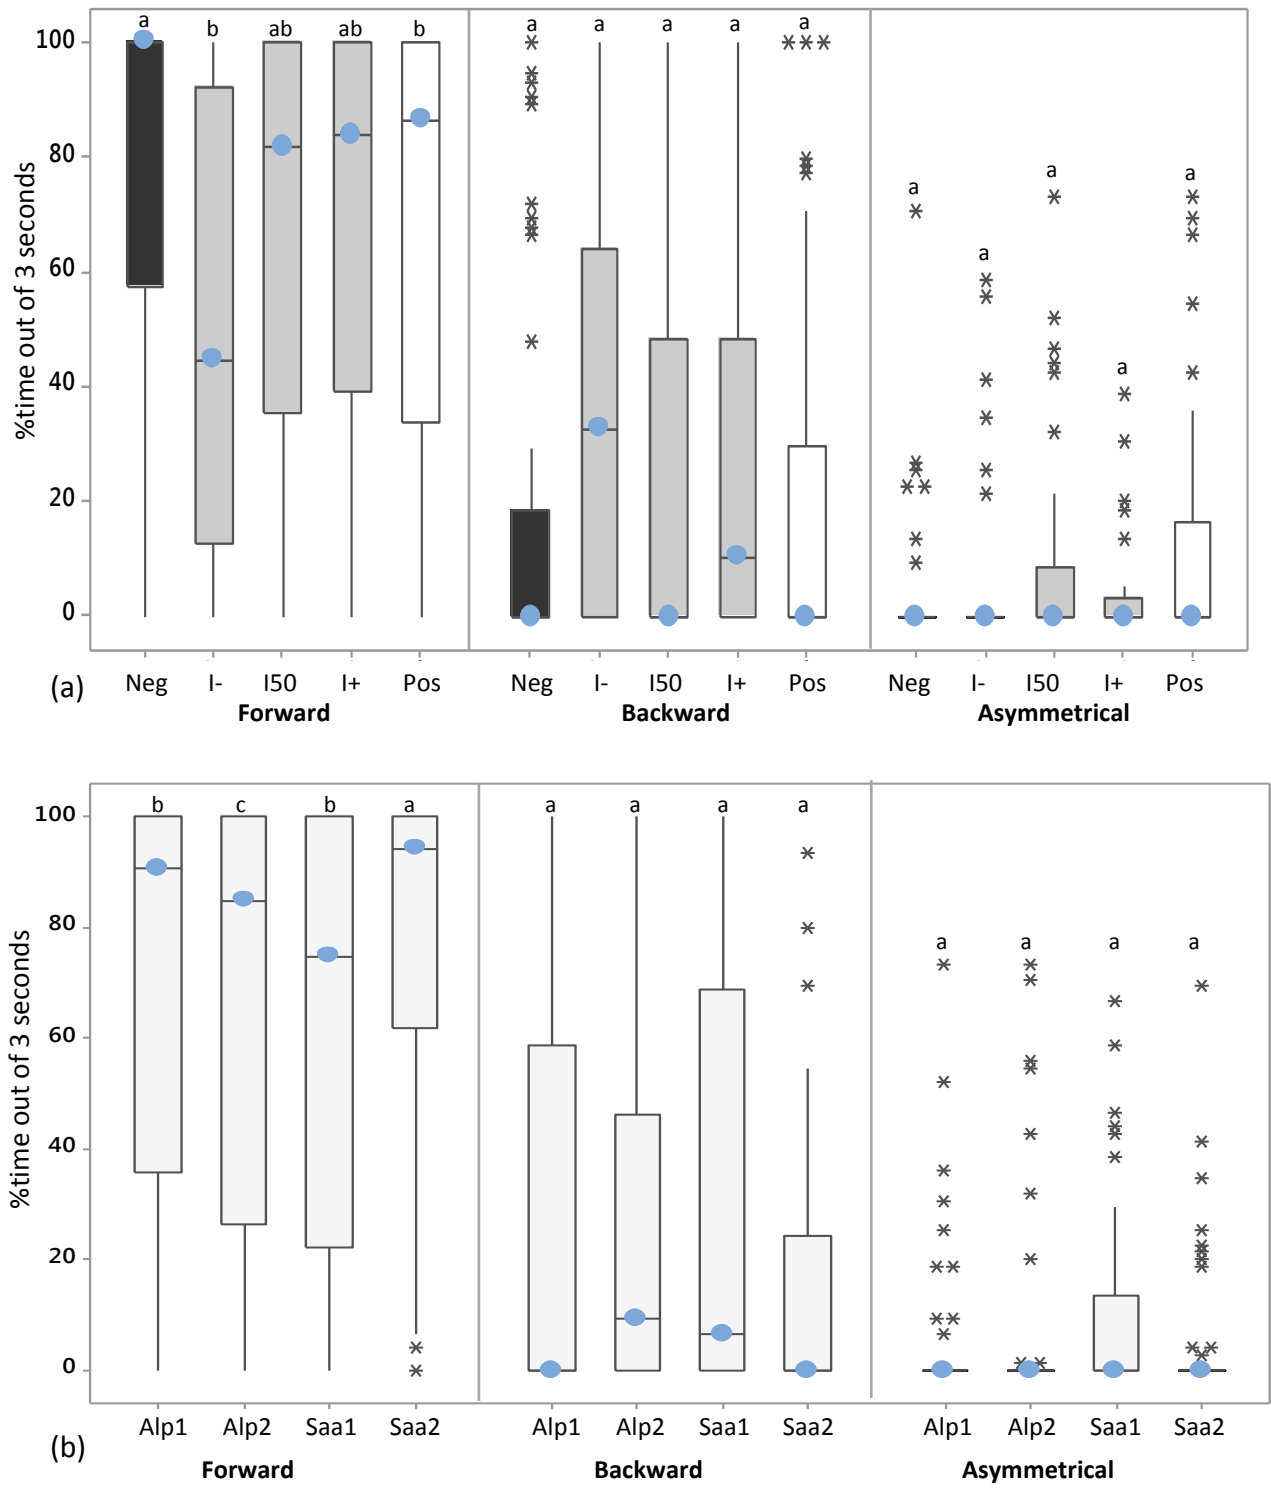 %time out of 3 seconds
100
80
60
40
20
0
a b ab ab b
a a a a a
a a a a a
Neg I- I50 I+ Pos
Neg I- I50 I+ Pos
Neg I- I50 I+ Pos
(a)
Forward Backward Asymmetrical
%time out of 3 seconds
100
80
60
40
20
0
b c b a
a a a a
a a a a
Alp1 Alp2 Saa1 Saa2
Alp1 Alp2 Saa1 Saa2
Alp1 Alp2 Saa1 Saa2
(b)
Forward Backward Asymmetrical